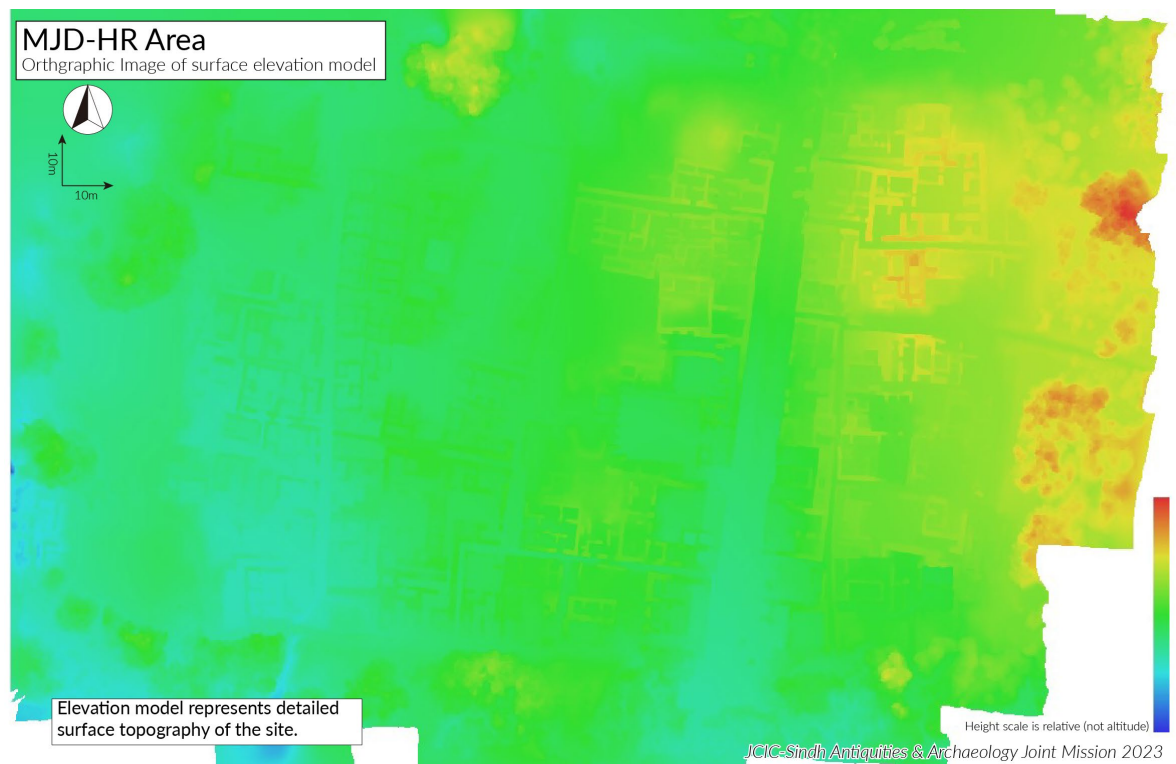 MJD-HR Area
Orthgraphic Image of surface elevation model
10m
10m
Height scale is relative (not altitude)
Elevation model represents detailed
surface topography of the site.
JCIC-Sindh Antiquities & Archaeology Joint Mission 2023